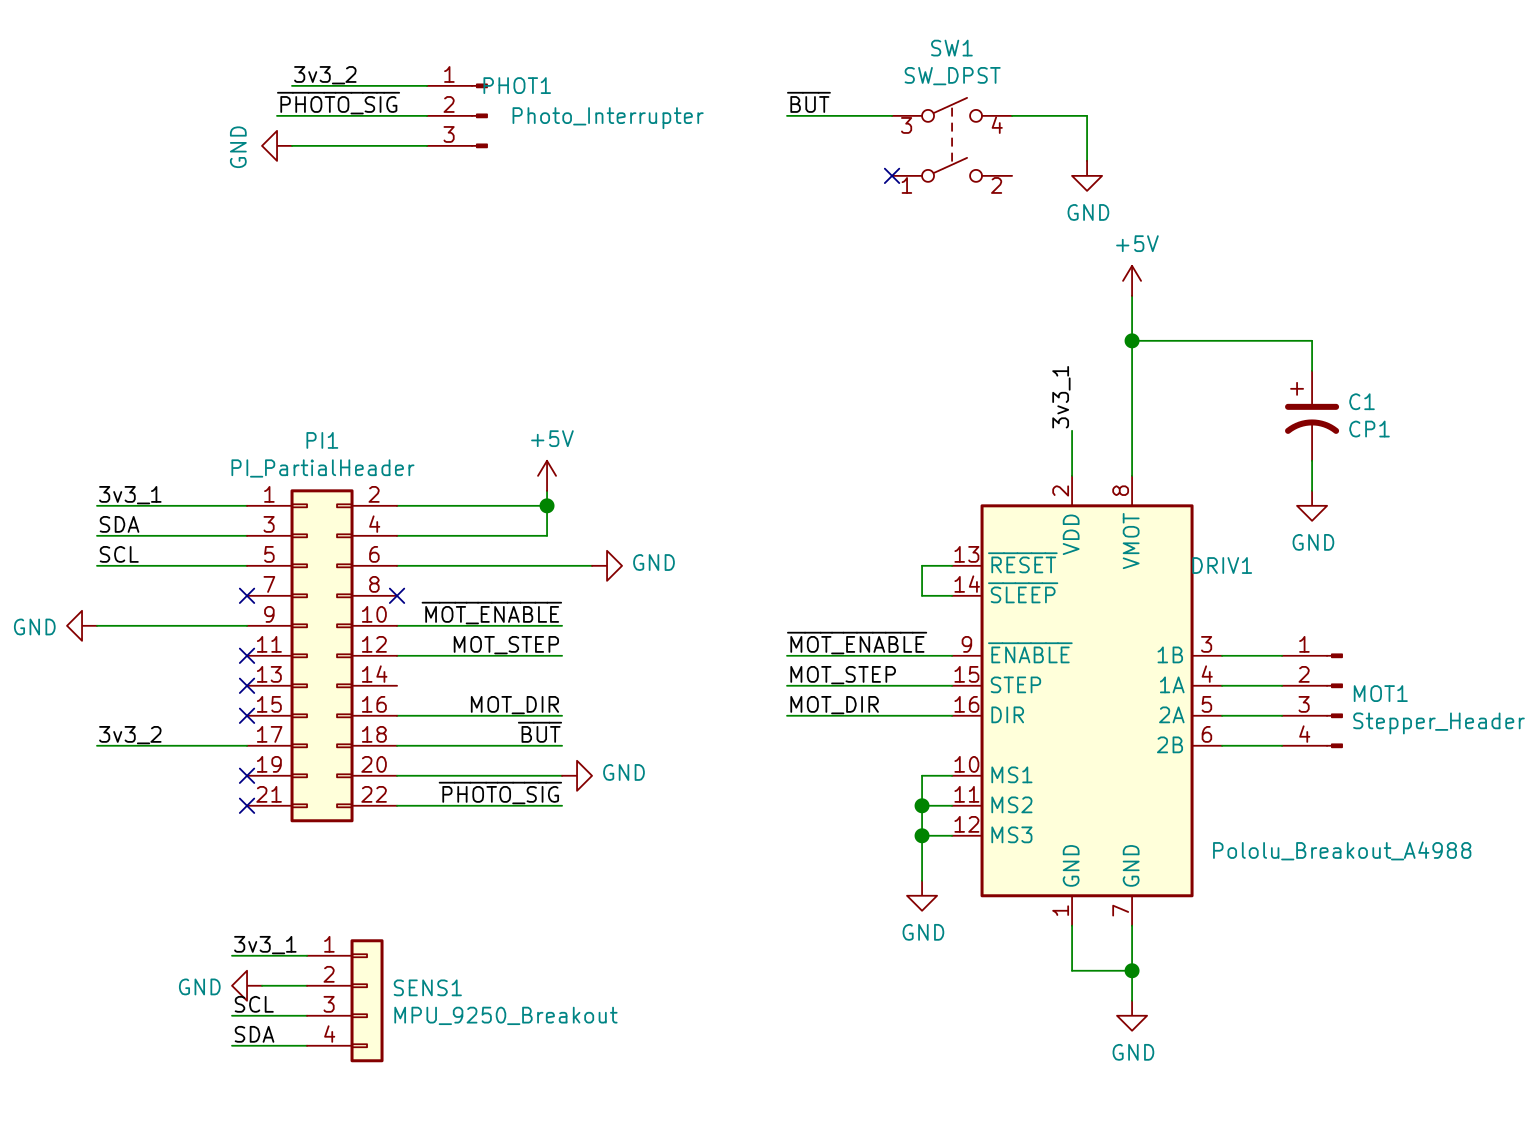 3v3_2
1
PHOT1
PHOTO_SIG
2
Photo_Interrupter
GND
3
SW1
SW_DPST
BUT
3
4
1
2
GND
+5V
3v3_1
+
C1
CP1
GND
PI1
PI_PartialHeader
+5V
3v3_1
1
2
SDA
3
4
SCL
5
6
GND
7
8
MOT_ENABLE
GND
9
10
MOT_STEP
11
12
13
14
MOT_DIR
15
16
BUT
3v3_2
17
18
19
20
GND
PHOTO_SIG
21
22
2
8
VDD
VMOT
DRIV1
13
RESET
14
SLEEP
MOT_ENABLE
9
ENABLE
1B
3
1
MOT_STEP
15
STEP
1A
4
2
MOT1
MOT_DIR
16
DIR
2A
5
3
Stepper_Header
2B
6
4
10
MS1
11
MS2
12
MS3
Pololu_Breakout_A4988
GND
GND
1
7
GND
GND
3v3_1
1
GND
2
SENS1
SCL
3
MPU_9250_Breakout
SDA
4